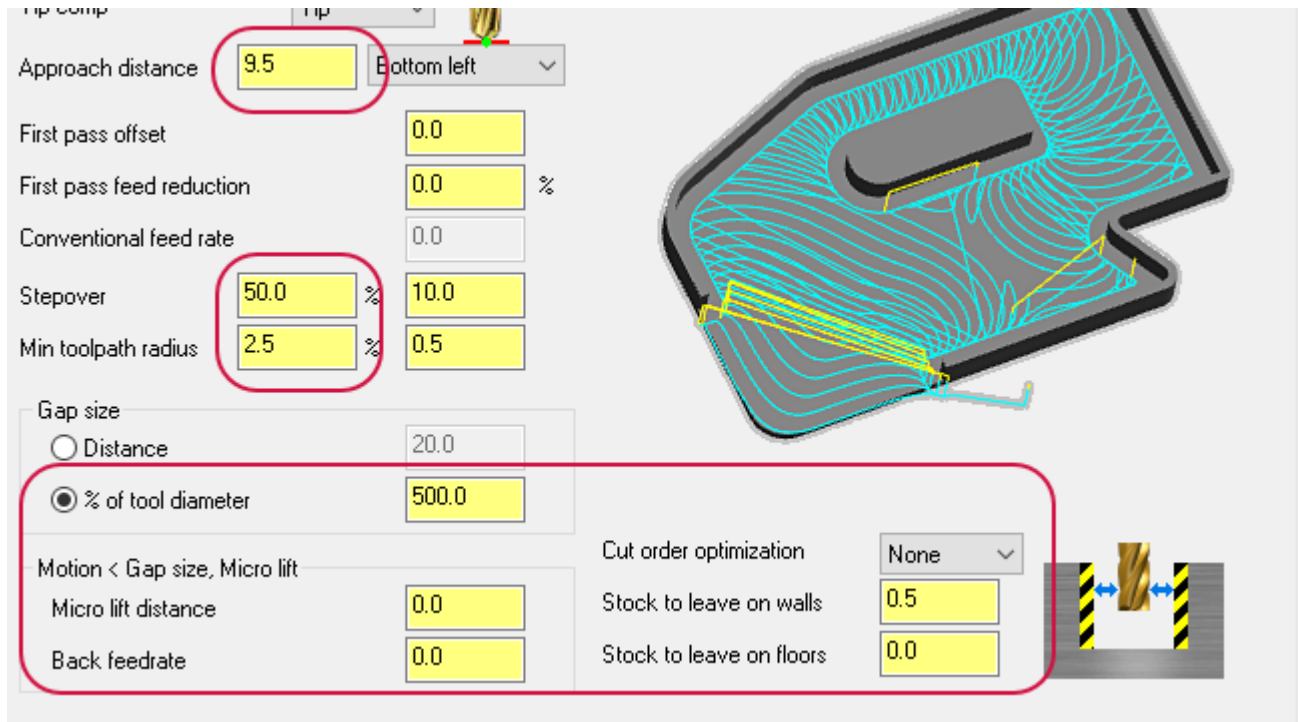 Tip comp Tip
Approach distance 9.5 Bottom left
First pass offset 0.0
First pass feed reduction 0.0 %
Conventional feed rate 0.0
Stepover 50.0 % 10.0
Min toolpath radius 2.5 % 0.5
Gap size
Distance 20.0
% of tool diameter 500.0
Motion < Gap size, Micro lift
Micro lift distance 0.0
Back feedrate 0.0
Cut order optimization None
Stock to leave on walls 0.5
Stock to leave on floors 0.0